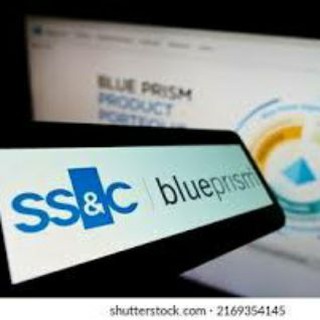 BLUE PRISM
PRODUCT
PORTFOLIO
SS&C | blueprism
shutterstock.com · 2169354145